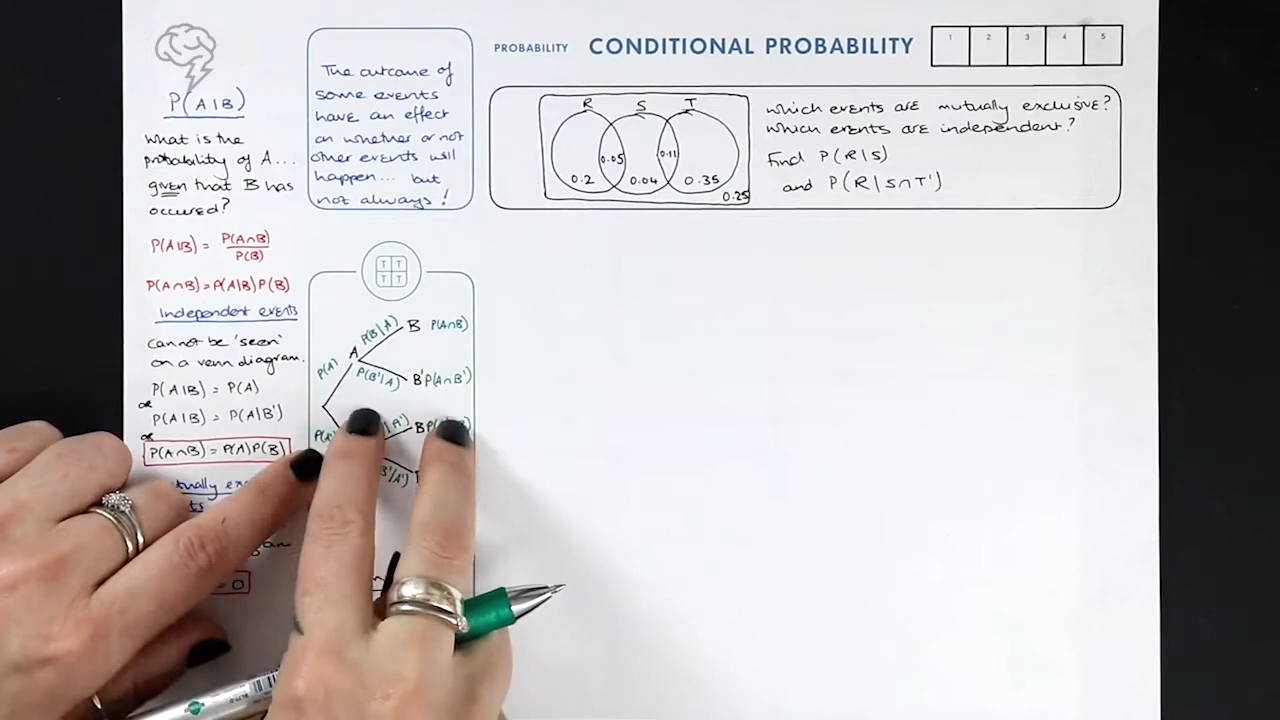 P(A|B)
What is the
probability of A...
given that B has
occured?
P(A|B) = P(A∩B)
P(B)
P(A∩B)=P(A|B)P(B)
Independent events
cannot be 'seen'
on a venn diagram.
P(A|B) = P(A)
or
P(A|B) = P(A|B')
or
P(A∩B) = P(A)P(B)
= 0
The outcome of
some events
have an effect
on whether or not
other events will
happen... but
not always!
T T
T T
P(A) A P(B|A) B P(A∩B)
P(B'|A) B' P(A∩B')
B
PROBABILITY CONDITIONAL PROBABILITY 1 2 3 4 5
R S T
0.05 0.11
0.2 0.04 0.35
0.25
which events are mutually exclusive?
which events are independent?
Find P(R|S)
and P(R|S∩T')